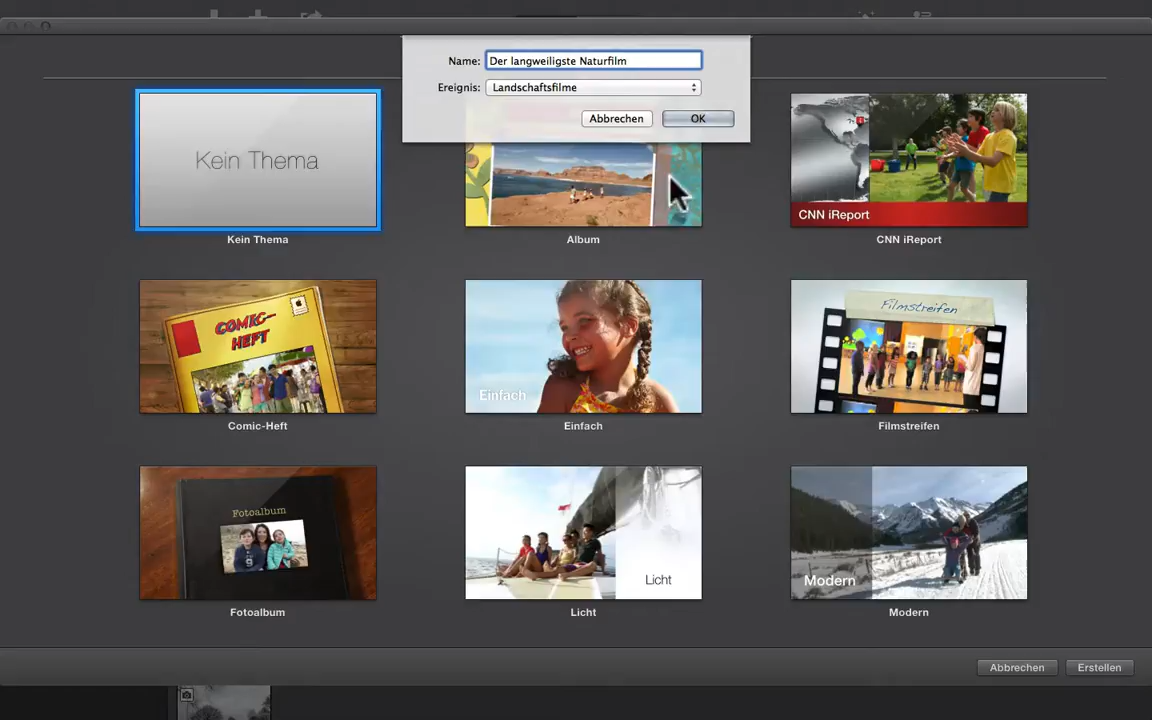 Name: Der langweiligste Naturfilm
Ereignis: Landschaftsfilme
Abbrechen OK
Kein Thema
CNN iReport
Kein Thema
Album
CNN iReport
COMIC-
HEFT
Einfach
Filmstreifen
Comic-Heft
Einfach
Filmstreifen
Fotoalbum
Licht
Modern
Fotoalbum
Licht
Modern
Abbrechen Erstellen